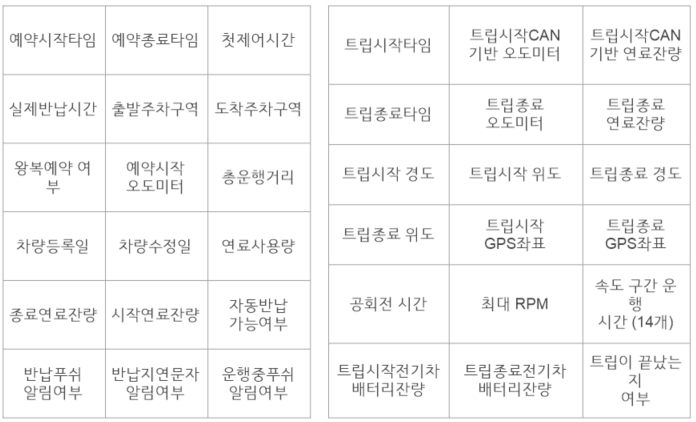 예약시작타임
예약종료타임
첫제어시간
실제반납시간
출발주차구역
도착주차구역
왕복예약 여
부
예약시작
오도미터
총운행거리
차량등록일
차량수정일
연료사용량
종료연료잔량
시작연료잔량
자동반납
가능여부
반납푸쉬
알림여부
반납지연문자
알림여부
운행중푸쉬
알림여부
트립시작타임
트립시작CAN
기반 오도미터
트립시작CAN
기반 연료잔량
트립종료타임
트립종료
오도미터
트립종료
연료잔량
트립시작 경도
트립시작 위도
트립종료 경도
트립종료 위도
트립시작
GPS좌표
트립종료
GPS좌표
공회전 시간
최대 RPM
속도 구간 운
행
시간 (14개)
트립시작전기차
배터리잔량
트립종료전기차
배터리잔량
트립이 끝났는
지
여부